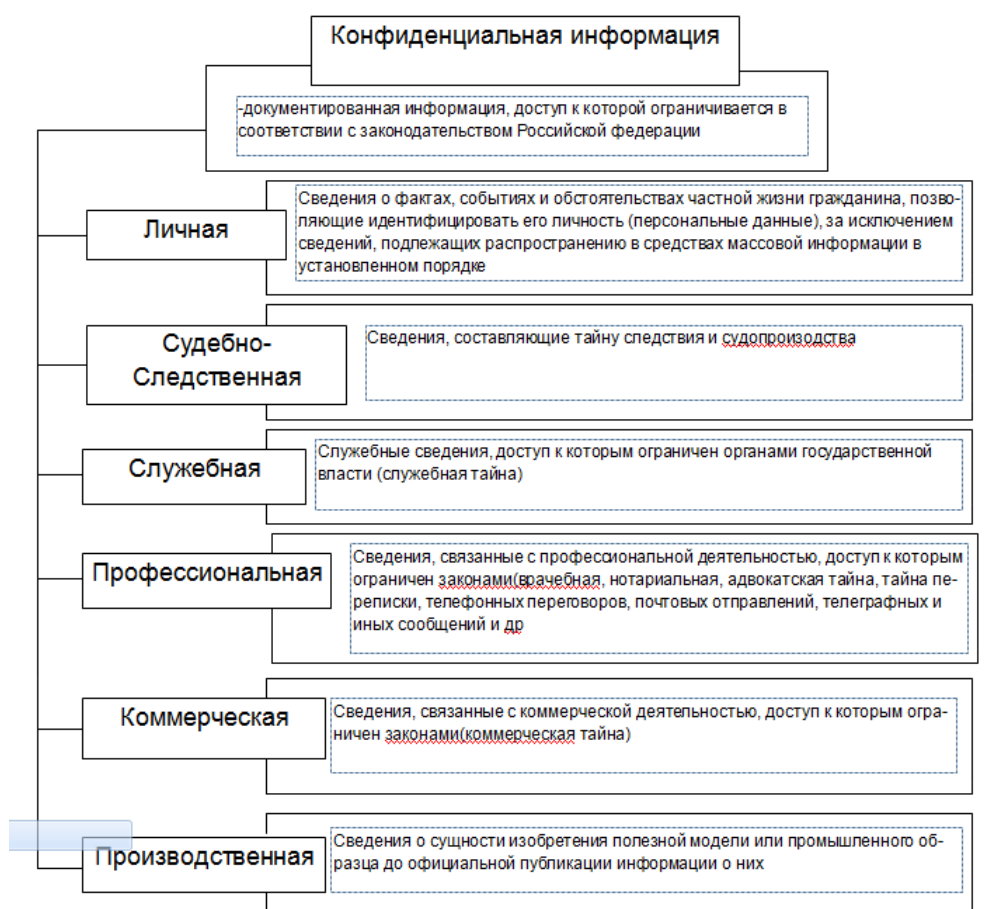 Конфиденциальная информация
-документированная информация, доступ к которой ограничивается в
соответствии с законодательством Российской федерации
Личная
Сведения о фактах, событиях и обстоятельствах частной жизни гражданина, позво-
ляющие идентифицировать его личность (персональные данные), за исключением
сведений, подлежащих распространению в средствах массовой информации в
установленном порядке
Судебно-
Следственная
Сведения, составляющие тайну следствия и судопроизодства
Служебная
Служебные сведения, доступ к которым ограничен органами государственной
власти (служебная тайна)
Профессиональная
Сведения, связанные с профессиональной деятельностью, доступ к которым
ограничен законами(врачебная, нотариальная, адвокатская тайна, тайна пе-
реписки, телефонных переговоров, почтовых отправлений, телеграфных и
иных сообщений и др
Коммерческая
Сведения, связанные с коммерческой деятельностью, доступ к которым огра-
ничен законами(коммерческая тайна)
Производственная
Сведения о сущности изобретения полезной модели или промышленного об-
разца до официальной публикации информации о них